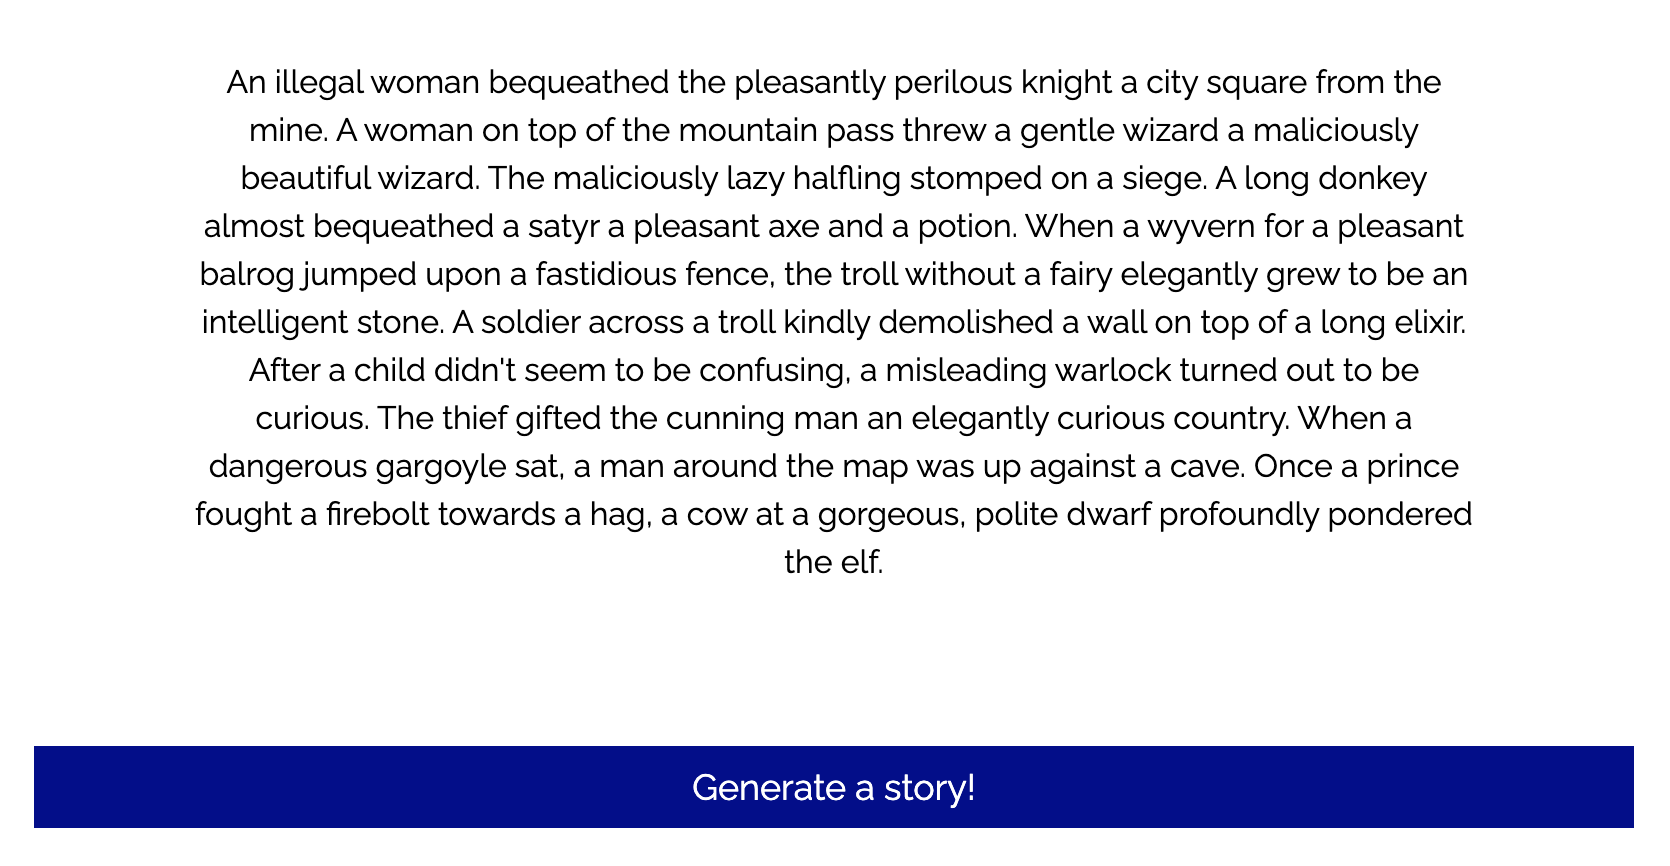 An illegal woman bequeathed the pleasantly perilous knight a city square from the
mine. A woman on top of the mountain pass threw a gentle wizard a maliciously
beautiful wizard. The maliciously lazy halfling stomped on a siege. A long donkey
almost bequeathed a satyr a pleasant axe and a potion. When a wyvern for a pleasant
balrog jumped upon a fastidious fence, the troll without a fairy elegantly grew to be an
intelligent stone. A soldier across a troll kindly demolished a wall on top of a long elixir.
After a child didn't seem to be confusing, a misleading warlock turned out to be
curious. The thief gifted the cunning man an elegantly curious country. When a
dangerous gargoyle sat, a man around the map was up against a cave. Once a prince
fought a firebolt towards a hag, a cow at a gorgeous, polite dwarf profoundly pondered
the elf.
Generate a story!